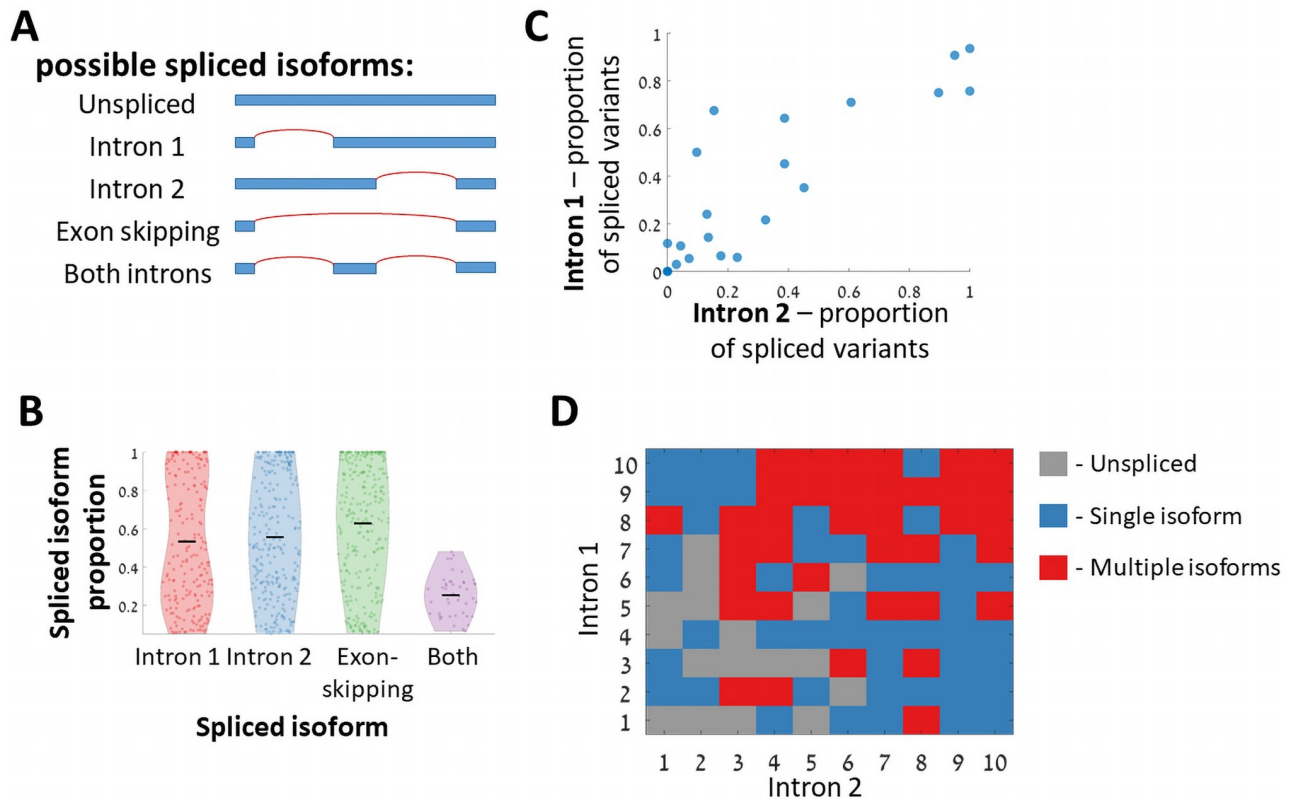 A
possible spliced isoforms:
Unspliced
Intron 1
Intron 2
Exon skipping
Both introns
C
Intron 1 – proportion
of spliced variants
1
0.8
0.6
0.4
0.2
0
0 0.2 0.4 0.6 0.8 1
Intron 2 – proportion
of spliced variants
B
Spliced isoform
proportion
1
0.8
0.6
0.4
0.2
Intron 1 Intron 2 Exon- Both
skipping
Spliced isoform
D
Intron 1
10
9
8
7
6
5
4
3
2
1
1 2 3 4 5 6 7 8 9 10
Intron 2
- Unspliced
- Single isoform
- Multiple isoforms